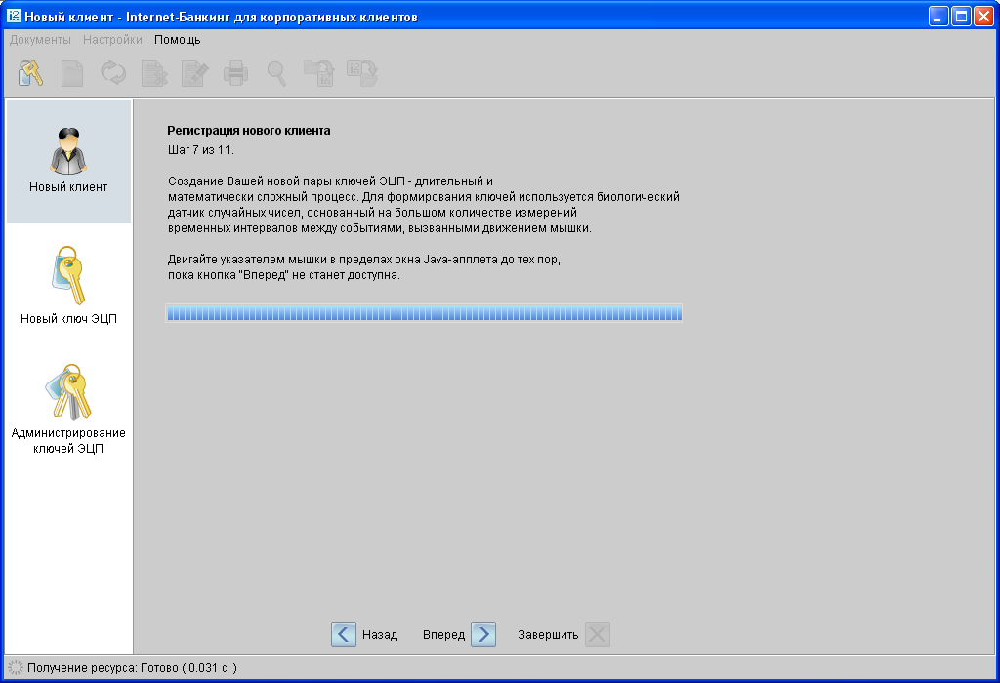 Новый клиент - Internet-Банкинг для корпоративных клиентов
Документы Настройки Помощь
Новый клиент
Новый ключ ЭЦП
Администрирование
ключей ЭЦП
Регистрация нового клиента
Шаг 7 из 11.
Создание Вашей новой пары ключей ЭЦП - длительный и
математически сложный процесс. Для формирования ключей используется биологический
датчик случайных чисел, основанный на большом количестве измерений
временных интервалов между событиями, вызванными движением мышки.
Двигайте указателем мышки в пределах окна Java-апплета до тех пор,
пока кнопка "Вперед" не станет доступна.
Назад Вперед Завершить
Получение ресурса: Готово ( 0.031 с. )